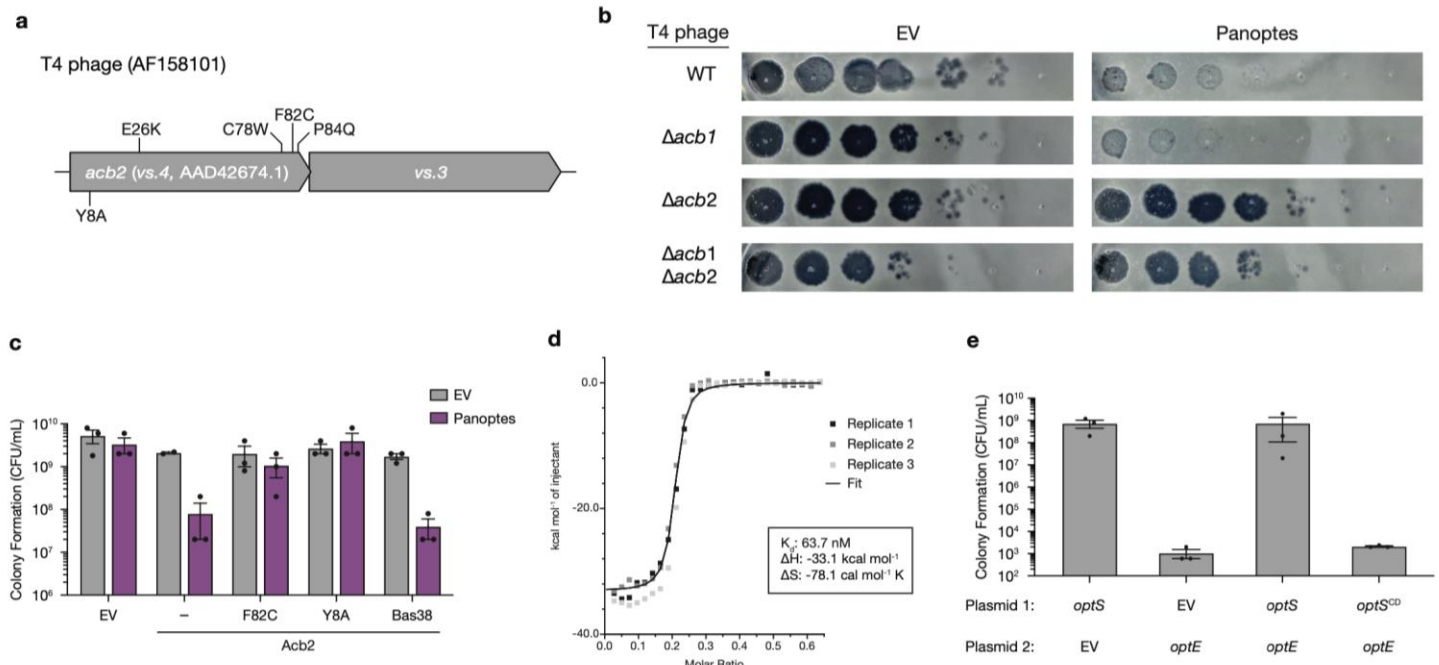 a
T4 phage (AF158101)
E26K
C78W
F82C
P84Q
acb2 (vs.4, AAD42674.1)
vs.3
Y8A
b
T4 phage
EV
Panoptes
WT
Δacb1
Δacb2
Δacb1
Δacb2
c
Colony Formation (CFU/mL)
10¹⁰
10⁹
10⁸
10⁷
10⁶
EV
Panoptes
EV
–
F82C
Y8A
Bas38
Acb2
d
kcal mol⁻¹ of injectant
0.0
-20.0
-40.0
0.0 0.1 0.2 0.3 0.4 0.5 0.6
Molar Ratio
Replicate 1
Replicate 2
Replicate 3
Fit
K_d: 63.7 nM
ΔH: -33.1 kcal mol⁻¹
ΔS: -78.1 cal mol⁻¹ K
e
Colony Formation (CFU/mL)
10¹⁰
10⁹
10⁸
10⁷
10⁶
10⁵
10⁴
10³
10²
Plasmid 1: optS EV optS optS^CD
Plasmid 2: EV optE optE optE